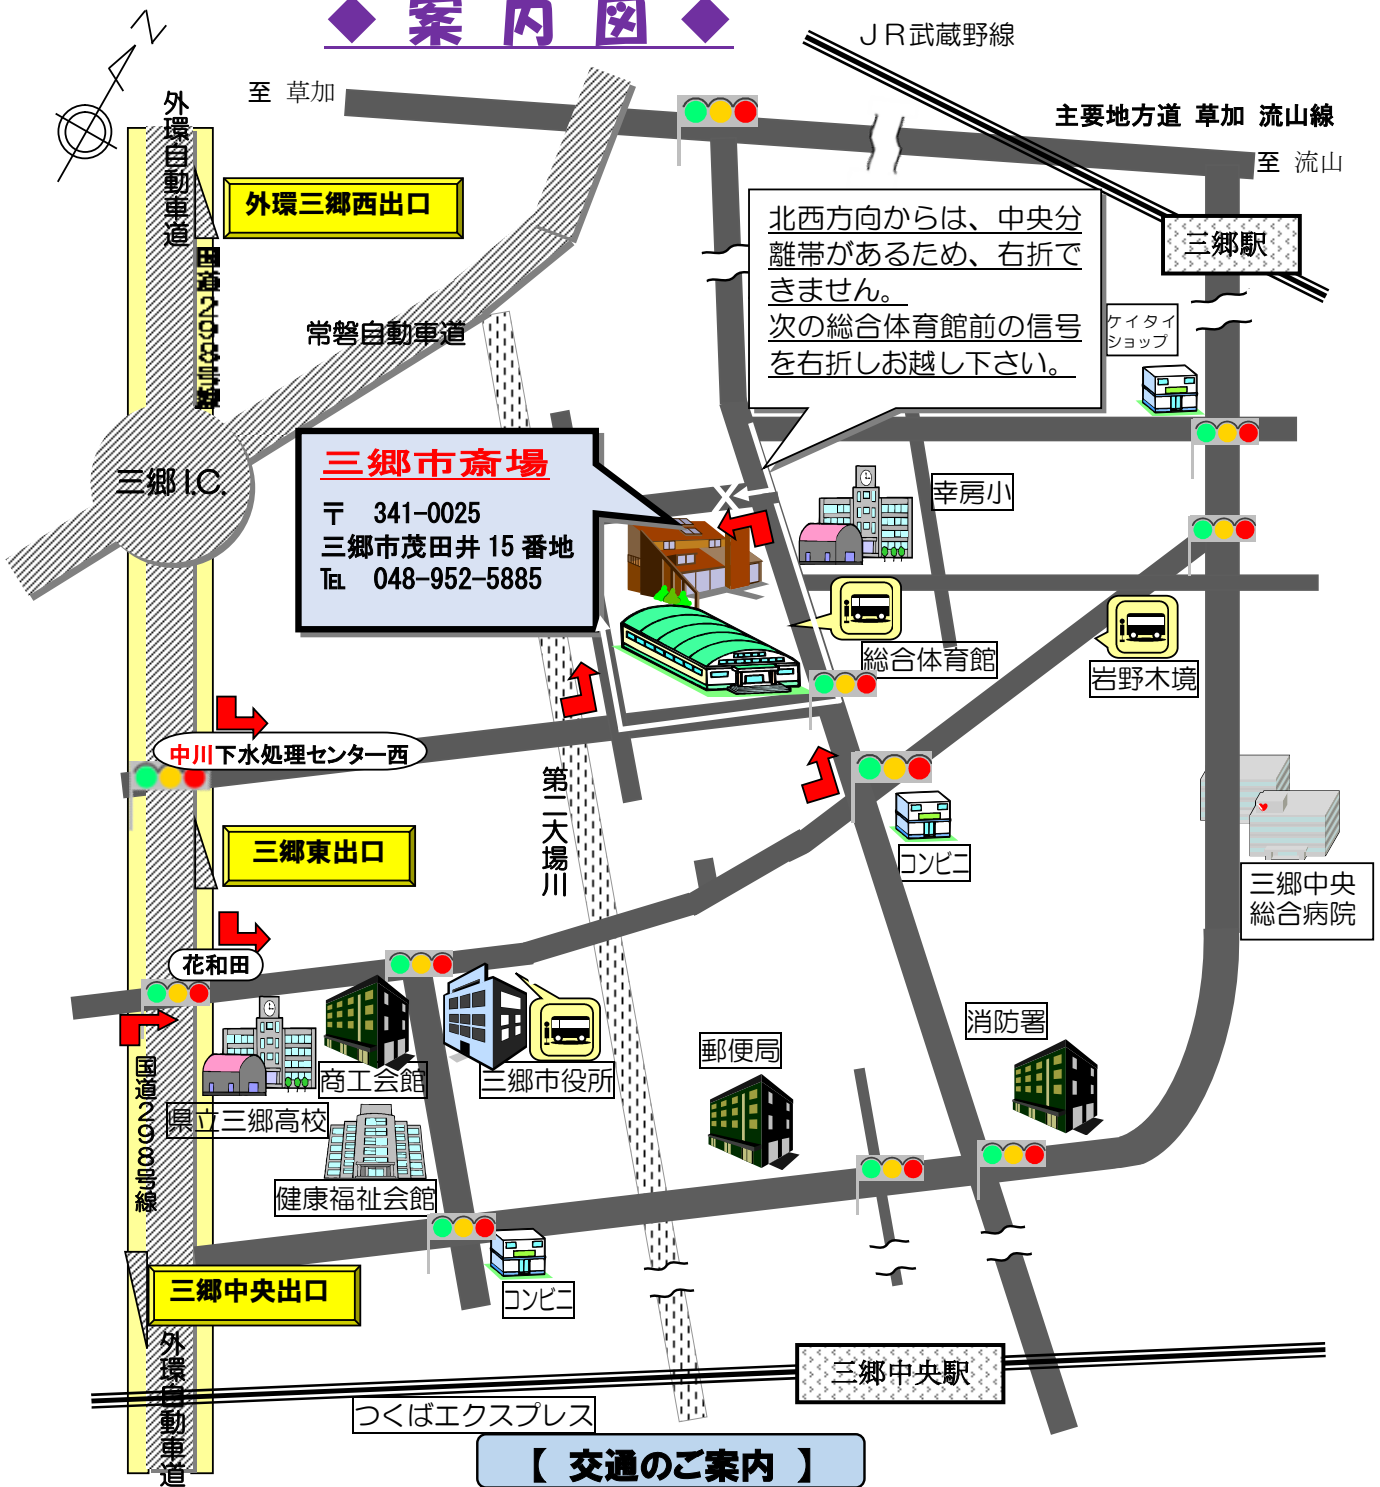 ◆ 案 内 図 ◆
N
JR武蔵野線
至 草加
主要地方道 草加 流山線
至 流山
外環自動車道
外環三郷西出口
国道298号線
北西方向からは、中央分
離帯があるため、右折で
きません。
次の総合体育館前の信号
を右折しお越し下さい。
三郷駅
常磐自動車道
ケイタイ
ショップ
三郷I.C.
三郷市斎場
〒 341-0025
三郷市茂田井 15 番地
℡ 048-952-5885
幸房小
総合体育館
岩野木境
中川下水処理センター西
第二大場川
三郷東出口
コンビニ
三郷中央
総合病院
花和田
消防署
郵便局
国道298号線
商工会館
三郷市役所
県立三郷高校
健康福祉会館
三郷中央出口
コンビニ
外環自動車道
三郷中央駅
つくばエクスプレス
【 交通のご案内 】